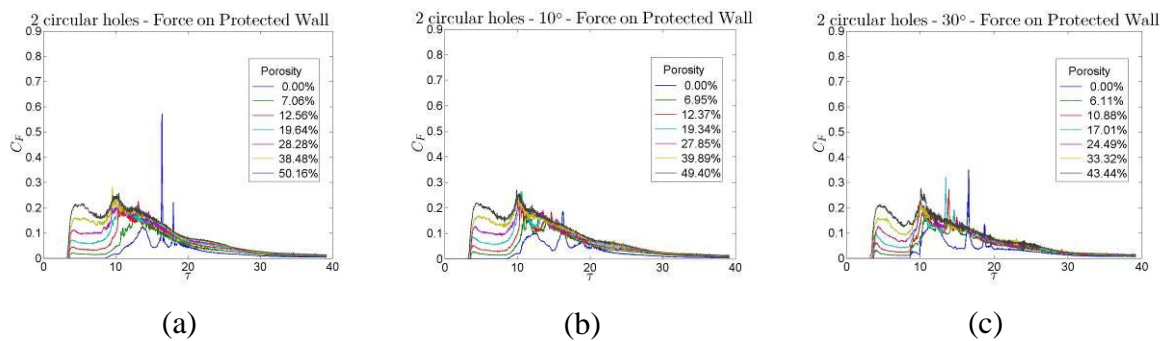 2 circular holes - Force on Protected Wall
0.9
0.8
0.7
0.6
0.5
0.4
0.3
0.2
0.1
0
C_F
Porosity
0.00%
7.06%
12.56%
19.64%
28.28%
38.48%
50.16%
0 10 20 30 40
τ
(a)
2 circular holes - 10° - Force on Protected Wall
0.9
0.8
0.7
0.6
0.5
0.4
0.3
0.2
0.1
0
C_F
Porosity
0.00%
6.95%
12.37%
19.34%
27.85%
39.89%
49.40%
0 10 20 30 40
τ
(b)
2 circular holes - 30° - Force on Protected Wall
0.9
0.8
0.7
0.6
0.5
0.4
0.3
0.2
0.1
0
C_F
Porosity
0.00%
6.11%
10.88%
17.01%
24.49%
33.32%
43.44%
0 10 20 30 40
τ
(c)